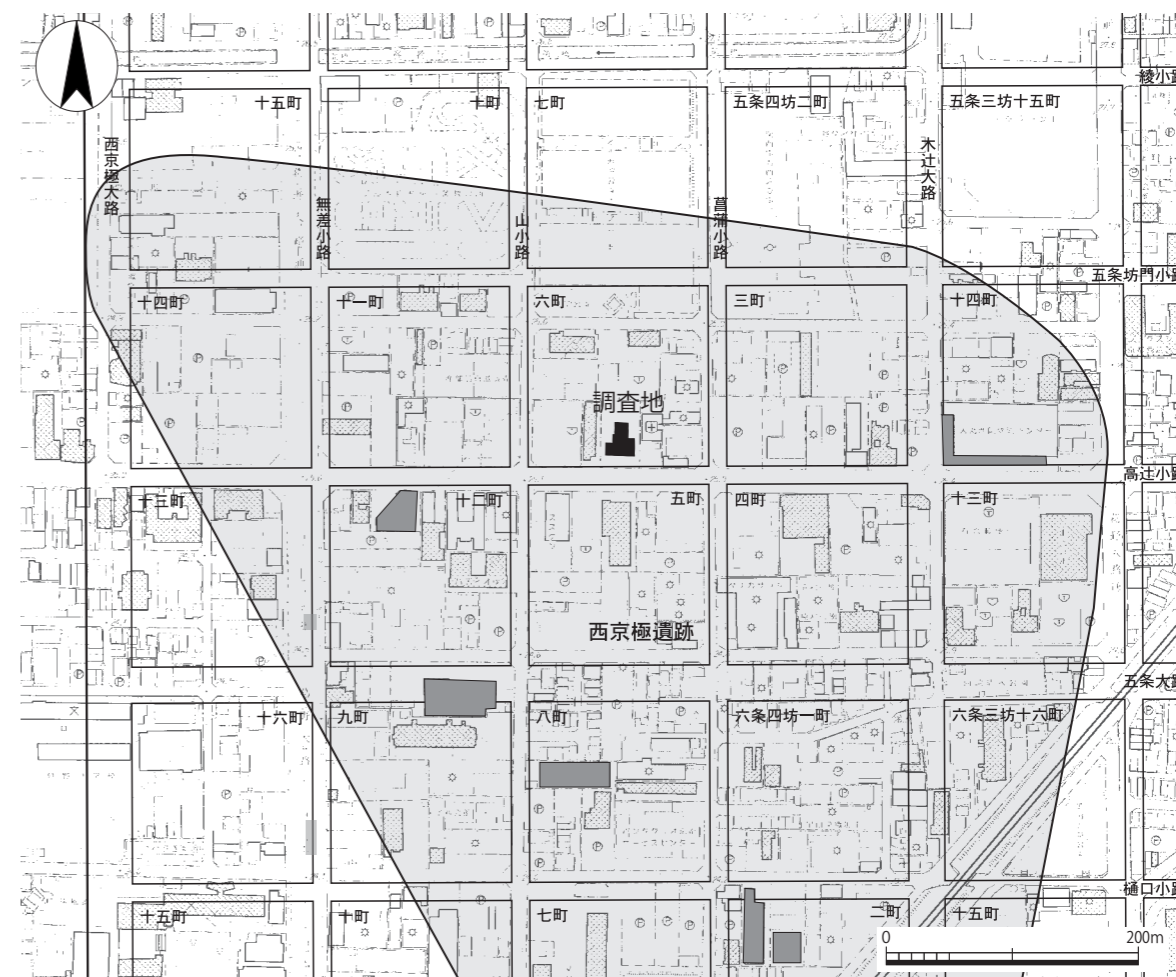 綾小
十五町
十町
七町
五条四坊二町
五条三坊十五町
西京極大路
木辻大路
無差小路
山小路
菖蒲小路
五条坊門小
十四町
十一町
六町
三町
十四町
調査地
高辻小
十三町
十二町
五町
四町
十三町
西京極遺跡
五条大
十六町
九町
八町
六条四坊一町
六条三坊十六町
樋口小
十五町
十町
七町
二町
十五町
0
200m